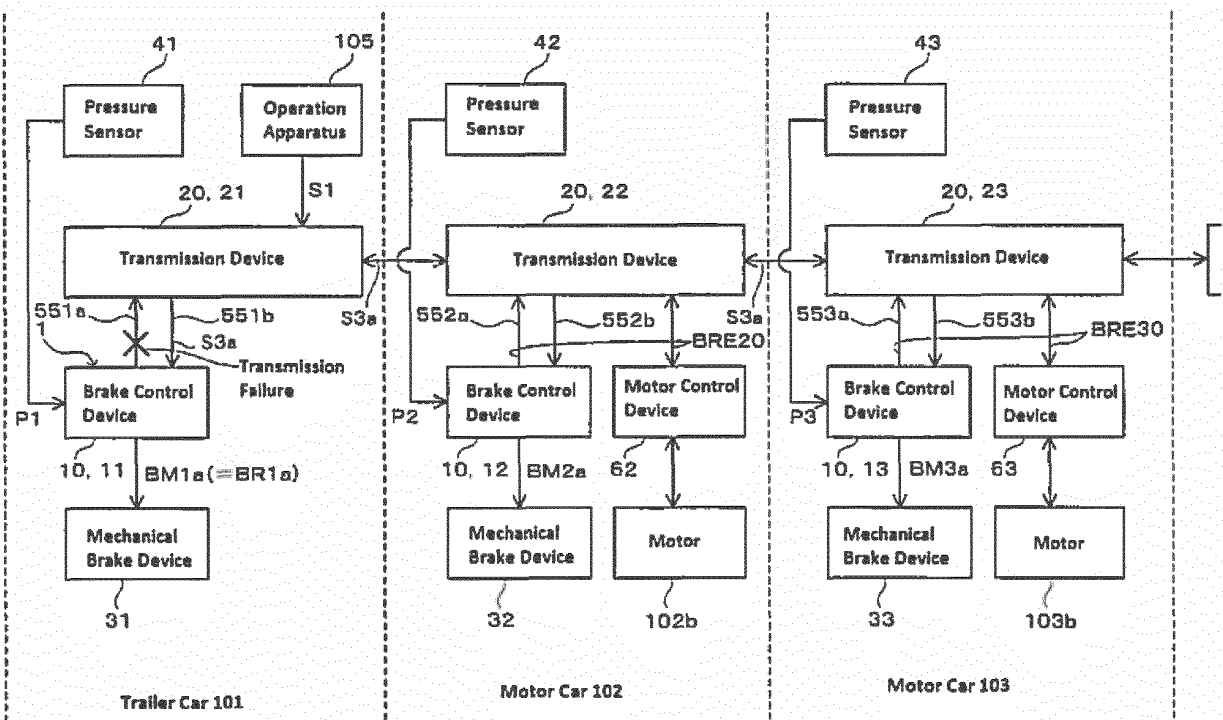 41
105
42
43
Pressure
Sensor
Operation
Apparatus
Pressure
Sensor
Pressure
Sensor
S1
20, 21
20, 22
20, 23
Transmission Device
Transmission Device
Transmission Device
S3a
S3a
551a
551b
552a
552b
553a
553b
1
S3a
BRE20
BRE30
Transmission
Failure
Brake Control
Device
Brake Control
Device
Motor Control
Device
Brake Control
Device
Motor Control
Device
P1
P2
P3
10, 11
BM1a(=BR1a)
10, 12
BM2a
62
10, 13
BM3a
63
Mechanical
Brake Device
Mechanical
Brake Device
Motor
Mechanical
Brake Device
Motor
31
32
102b
33
103b
Trailer Car 101
Motor Car 102
Motor Car 103